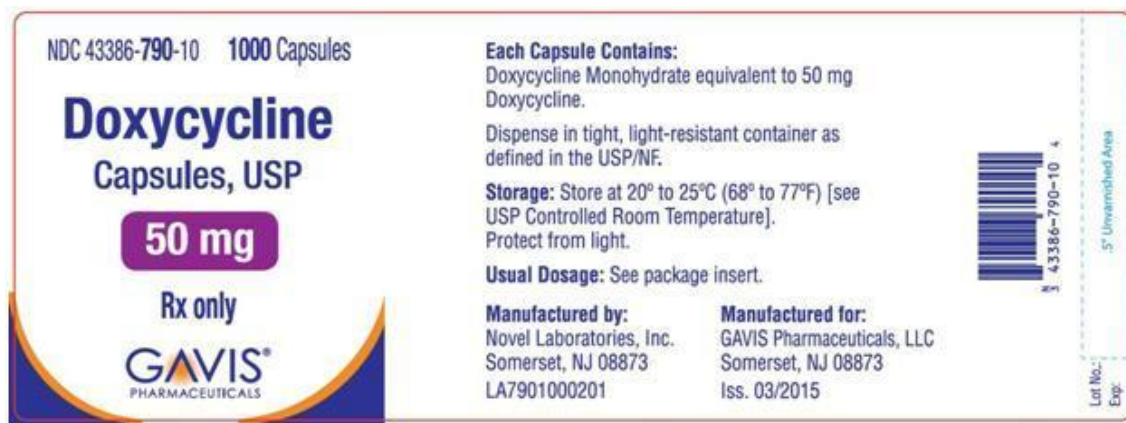 NDC 43386-790-10 1000 Capsules
Doxycycline
Capsules, USP
50 mg
Rx only
GAVIS®
PHARMACEUTICALS
Each Capsule Contains:
Doxycycline Monohydrate equivalent to 50 mg
Doxycycline.
Dispense in tight, light-resistant container as
defined in the USP/NF.
Storage: Store at 20º to 25ºC (68º to 77ºF) [see
USP Controlled Room Temperature].
Protect from light.
Usual Dosage: See package insert.
Manufactured by:
Novel Laboratories, Inc.
Somerset, NJ 08873
LA7901000201
Manufactured for:
GAVIS Pharmaceuticals, LLC
Somerset, NJ 08873
Iss. 03/2015
N
3 43386-790-10 4
.5" Unvarnished Area
Lot No.:
Exp: